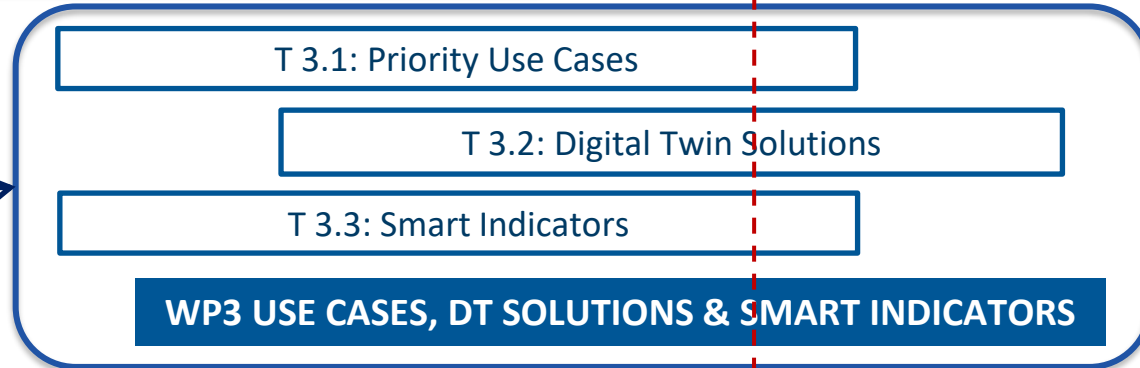 T 3.1: Priority Use Cases
T 3.2: Digital Twin Solutions
T 3.3: Smart Indicators
WP3 USE CASES, DT SOLUTIONS & SMART INDICATORS